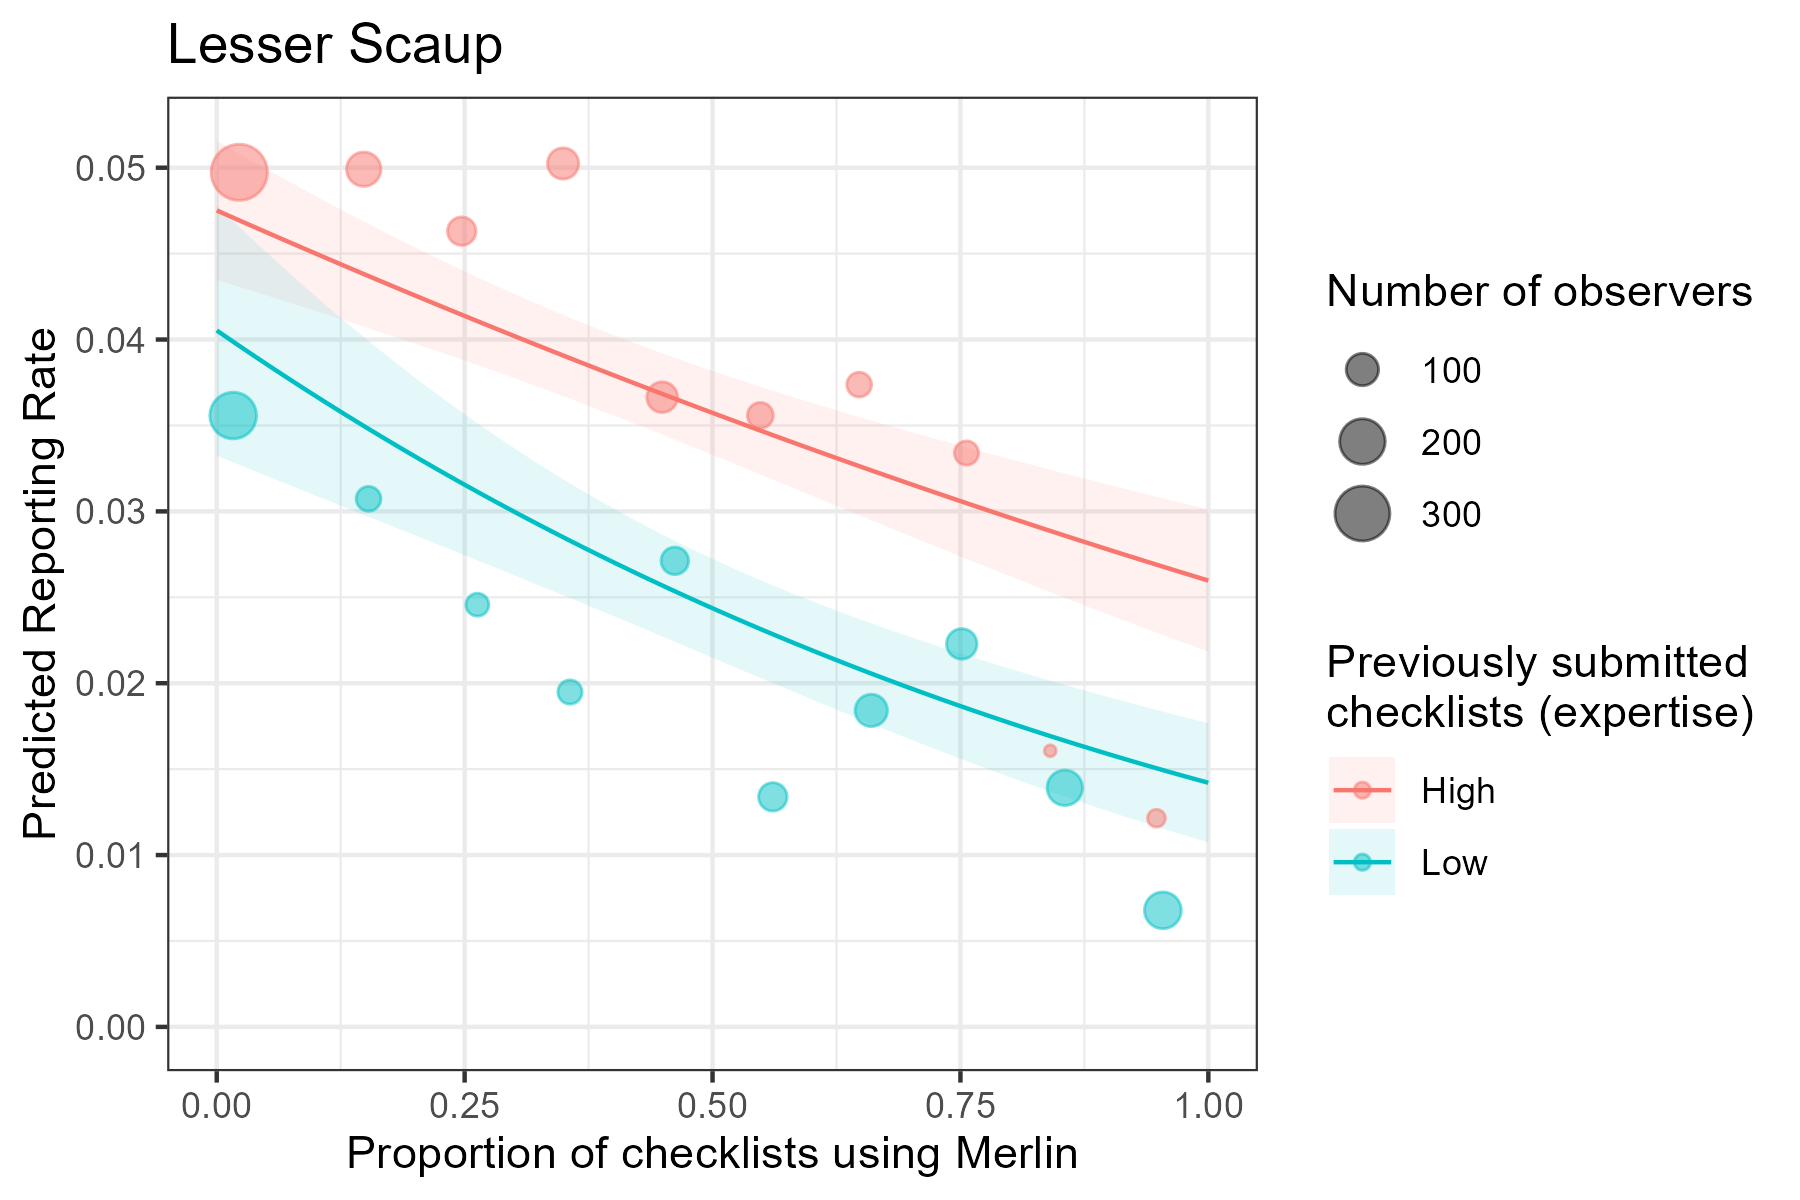 Lesser Scaup
Predicted Reporting Rate
0.05
0.04
0.03
0.02
0.01
0.00
0.00 0.25 0.50 0.75 1.00
Proportion of checklists using Merlin
Number of observers
100
200
300
Previously submitted
checklists (expertise)
High
Low